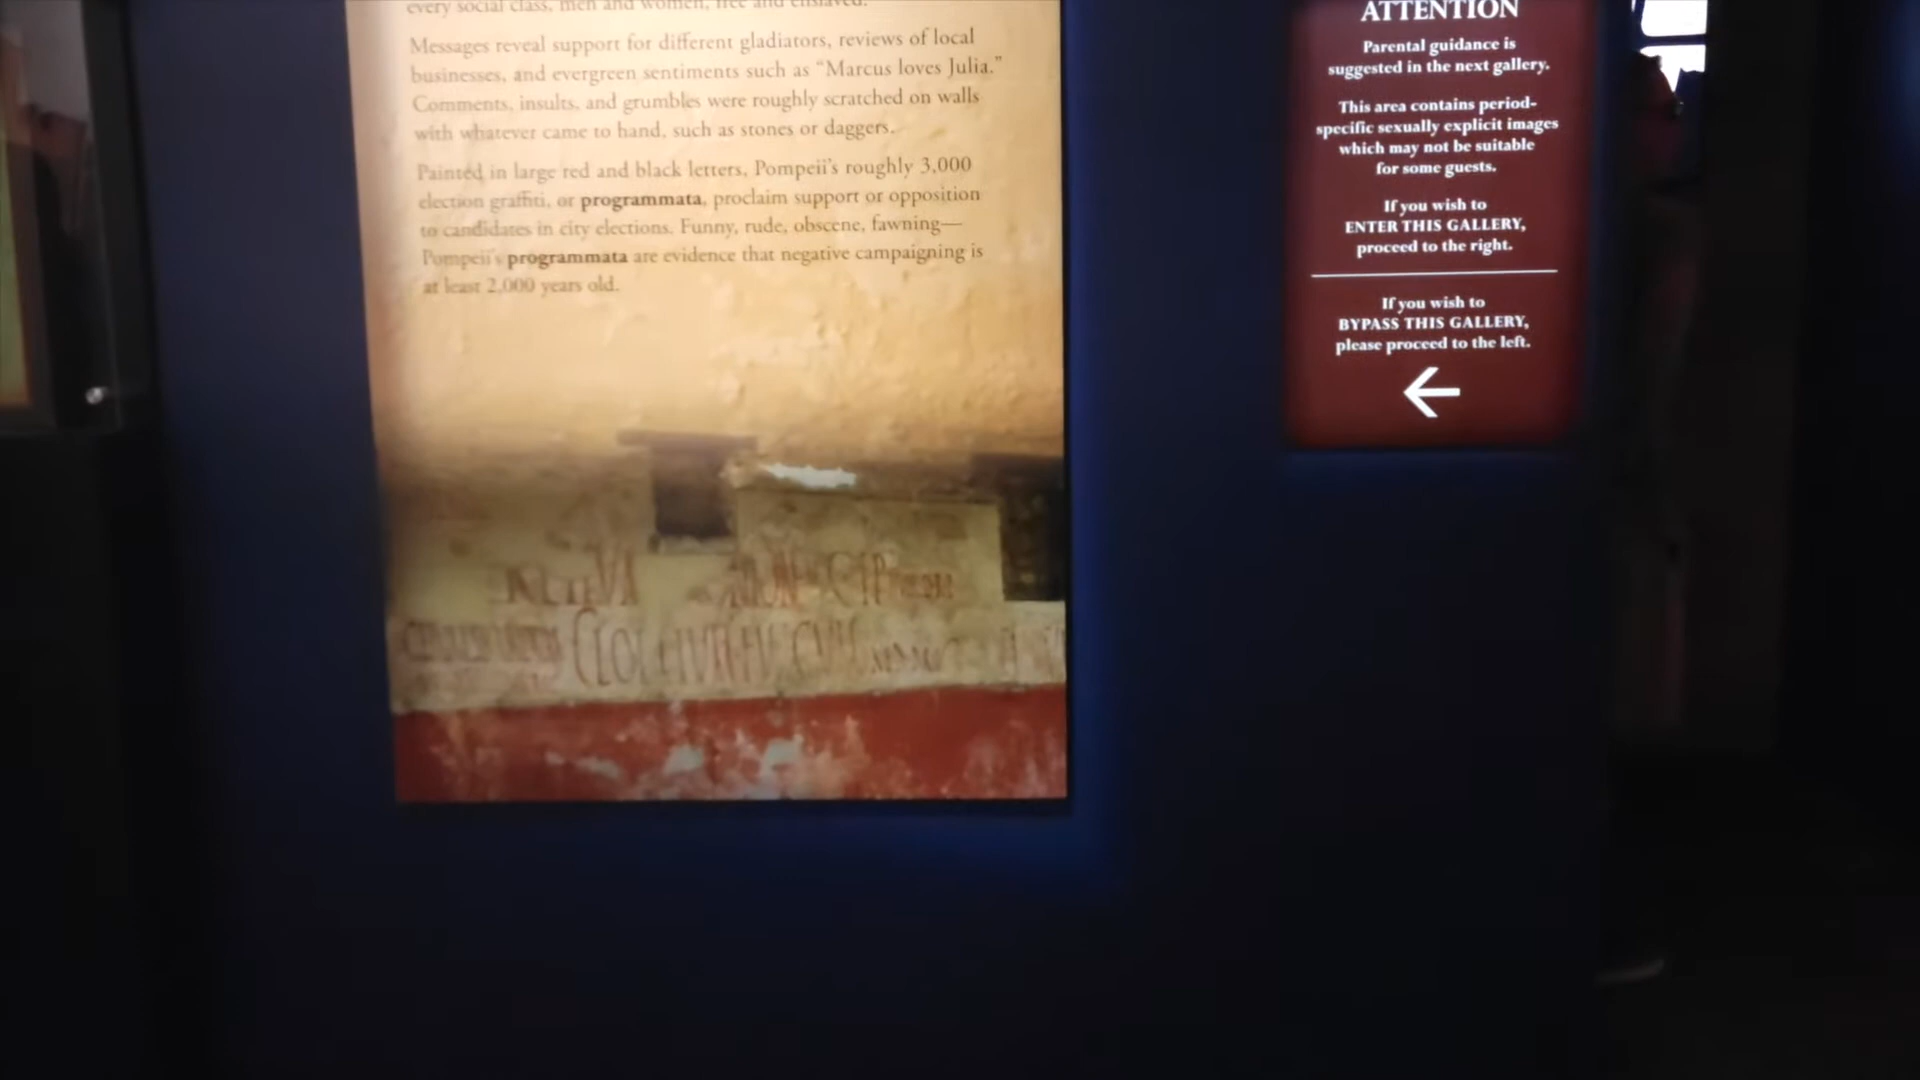 every social class, men and women, free and enslaved.
Messages reveal support for different gladiators, reviews of local
businesses, and evergreen sentiments such as “Marcus loves Julia.”
Comments, insults, and grumbles were roughly scratched on walls
with whatever came to hand, such as stones or daggers.
Painted in large red and black letters, Pompeii’s roughly 3,000
election graffiti, or programmata, proclaim support or opposition
to candidates in city elections. Funny, rude, obscene, fawning—
Pompeii’s programmata are evidence that negative campaigning is
at least 2,000 years old.
ATTENTION
Parental guidance is
suggested in the next gallery.
This area contains period-
specific sexually explicit images
which may not be suitable
for some guests.
If you wish to
ENTER THIS GALLERY,
proceed to the right.
If you wish to
BYPASS THIS GALLERY,
please proceed to the left.